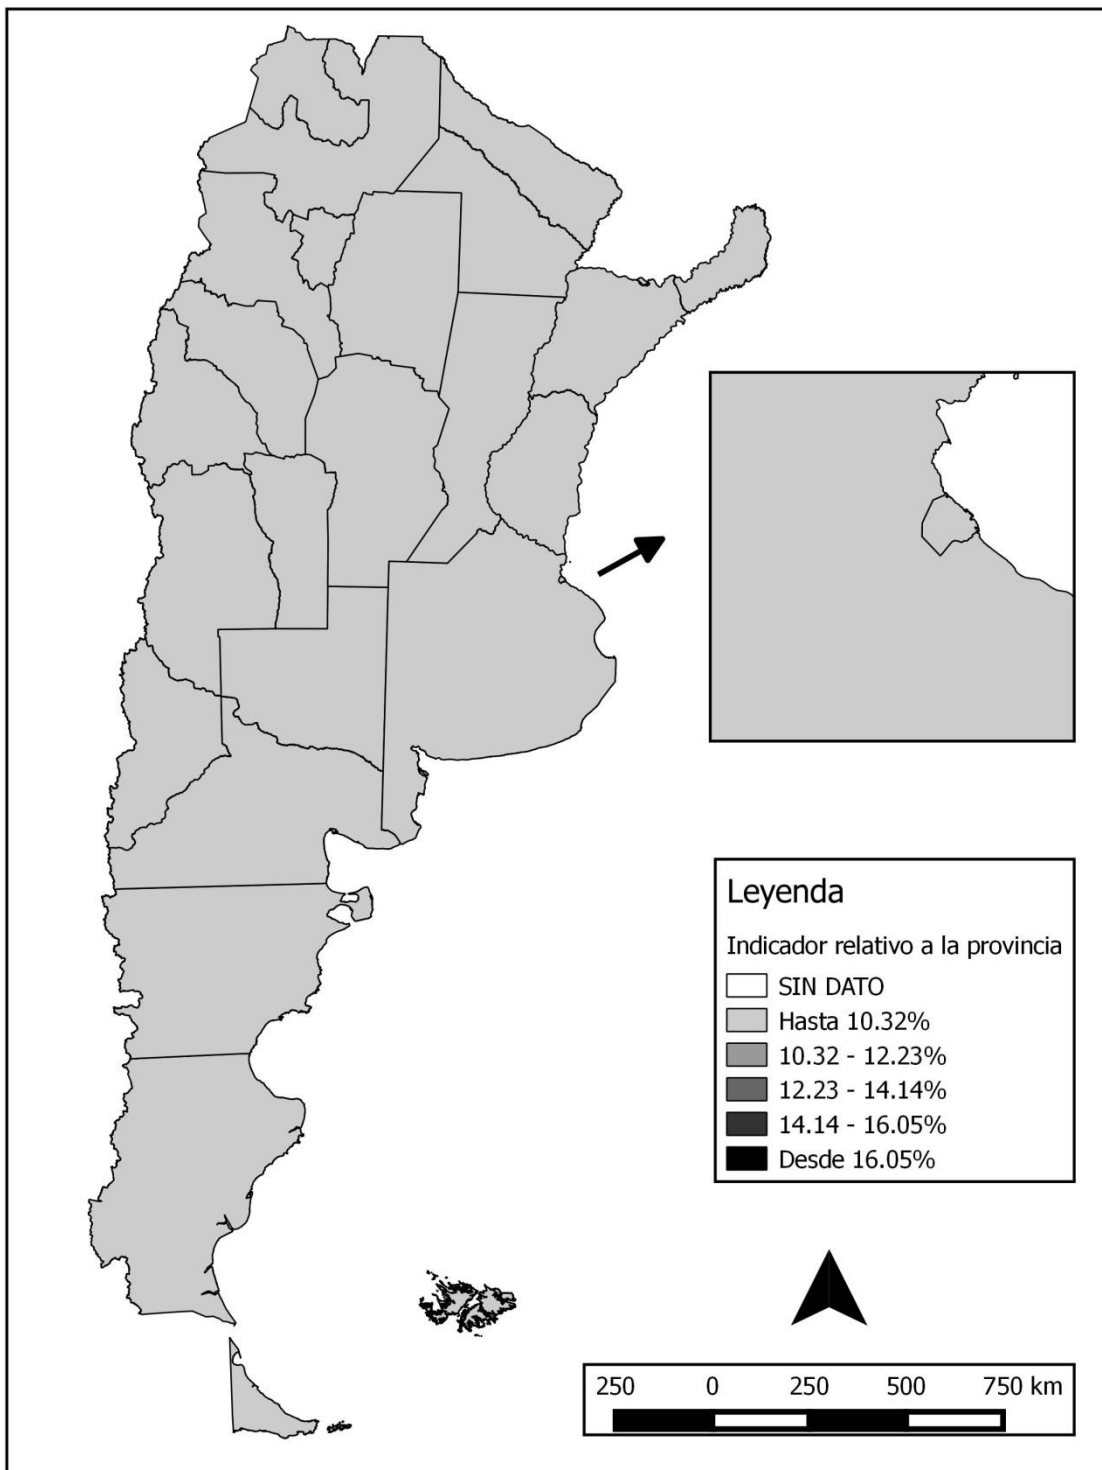 Leyenda
Indicador relativo a la provincia
SIN DATO
Hasta 10.32%
10.32 - 12.23%
12.23 - 14.14%
14.14 - 16.05%
Desde 16.05%
250 0 250 500 750 km